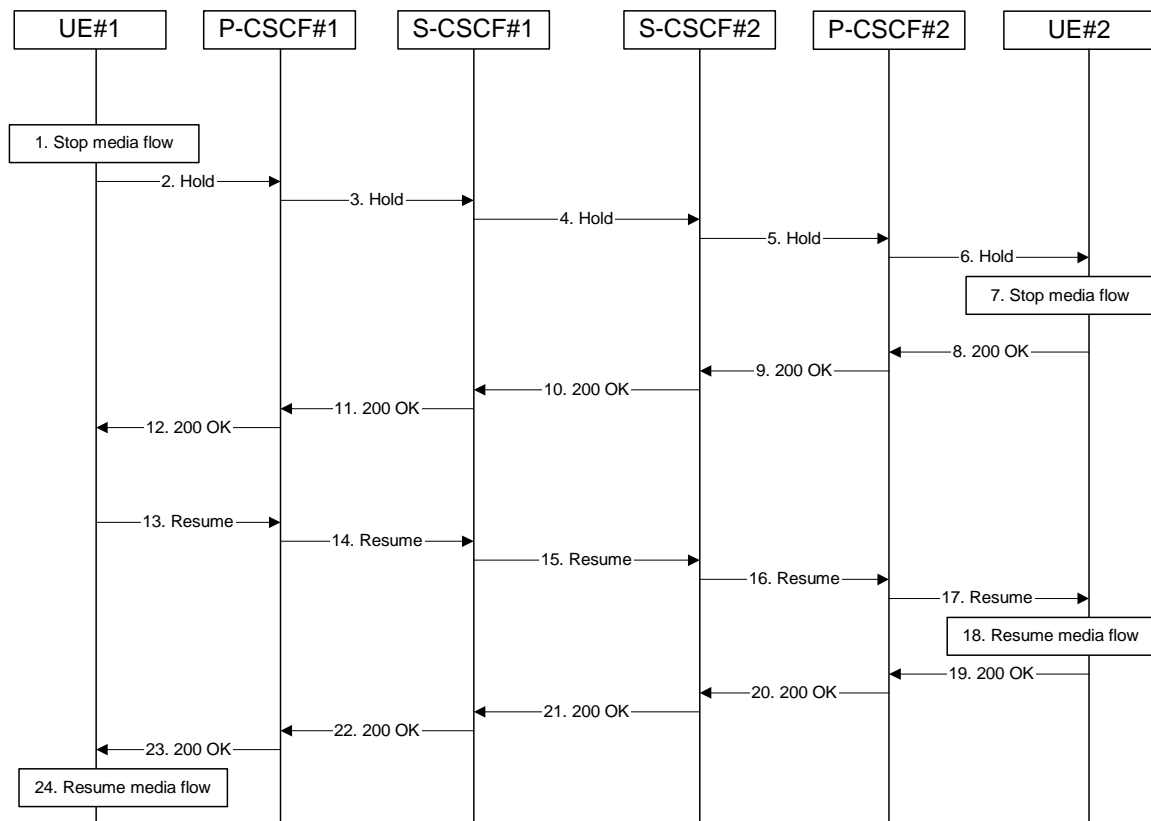 UE#1
P-CSCF#1
S-CSCF#1
S-CSCF#2
P-CSCF#2
UE#2
1. Stop media flow
2. Hold
3. Hold
4. Hold
5. Hold
6. Hold
7. Stop media flow
8. 200 OK
9. 200 OK
10. 200 OK
11. 200 OK
12. 200 OK
13. Resume
14. Resume
15. Resume
16. Resume
17. Resume
18. Resume media flow
19. 200 OK
20. 200 OK
21. 200 OK
22. 200 OK
23. 200 OK
24. Resume media flow